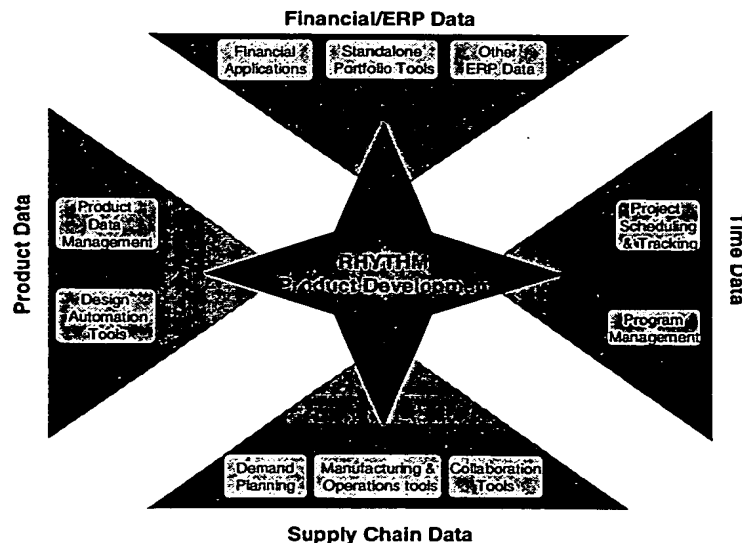 Financial/ERP Data
Financial
Applications
Standalone
Portfolio Tools
Other
ERP Data
Product Data
Product
Data
Management
Design
Automation
Tools
RHYTHM
Product Development
Project
Scheduling
& Tracking
Program
Management
Time Data
Demand
Planning
Manufacturing &
Operations tools
Collaboration
Tools
Supply Chain Data